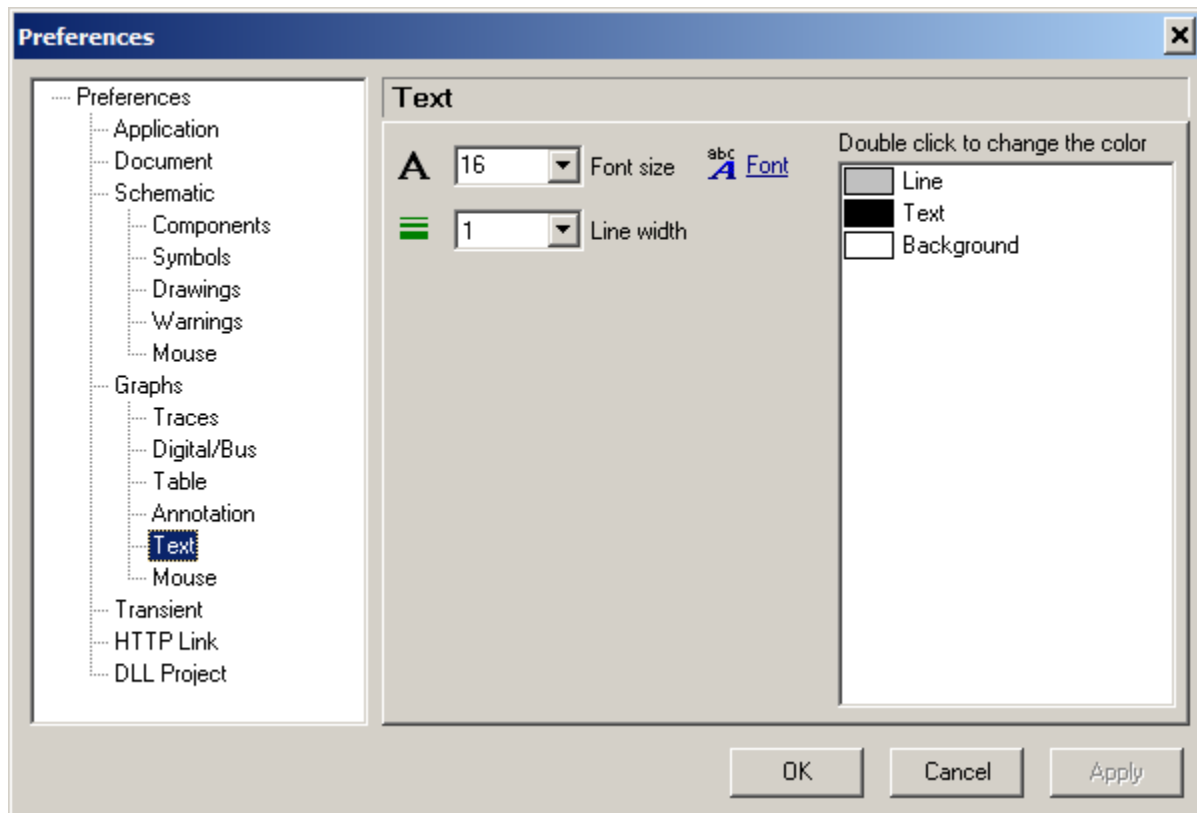 Preferences
Preferences
Application
Document
Schematic
Components
Symbols
Drawings
Warnings
Mouse
Graphs
Traces
Digital/Bus
Table
Annotation
Text
Mouse
Transient
HTTP Link
DLL Project
Text
A 16 Font size abc A Font
1 Line width
Double click to change the color
Line
Text
Background
OK Cancel Apply